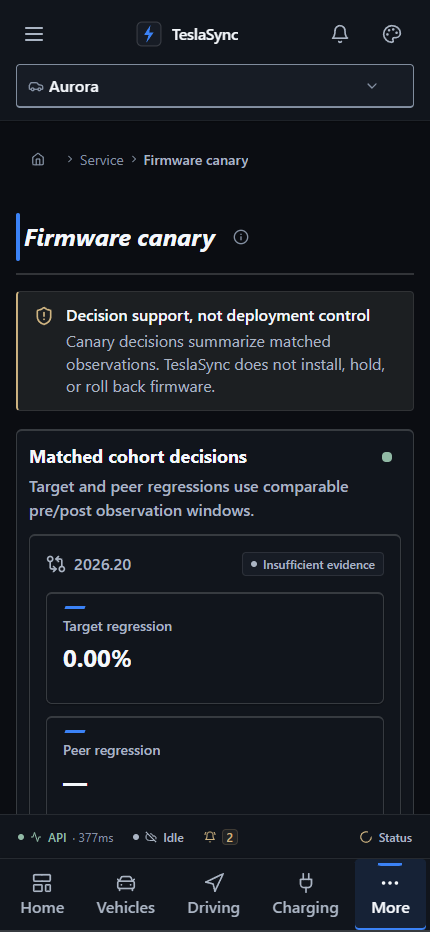 TeslaSync
Aurora
Service
Firmware canary
Firmware canary
Decision support, not deployment control
Canary decisions summarize matched
observations. TeslaSync does not install, hold,
or roll back firmware.
Matched cohort decisions
Target and peer regressions use comparable
pre/post observation windows.
2026.20
Insufficient evidence
Target regression
0.00%
Peer regression
—
API · 377ms
Idle
2
Status
Home
Vehicles
Driving
Charging
More